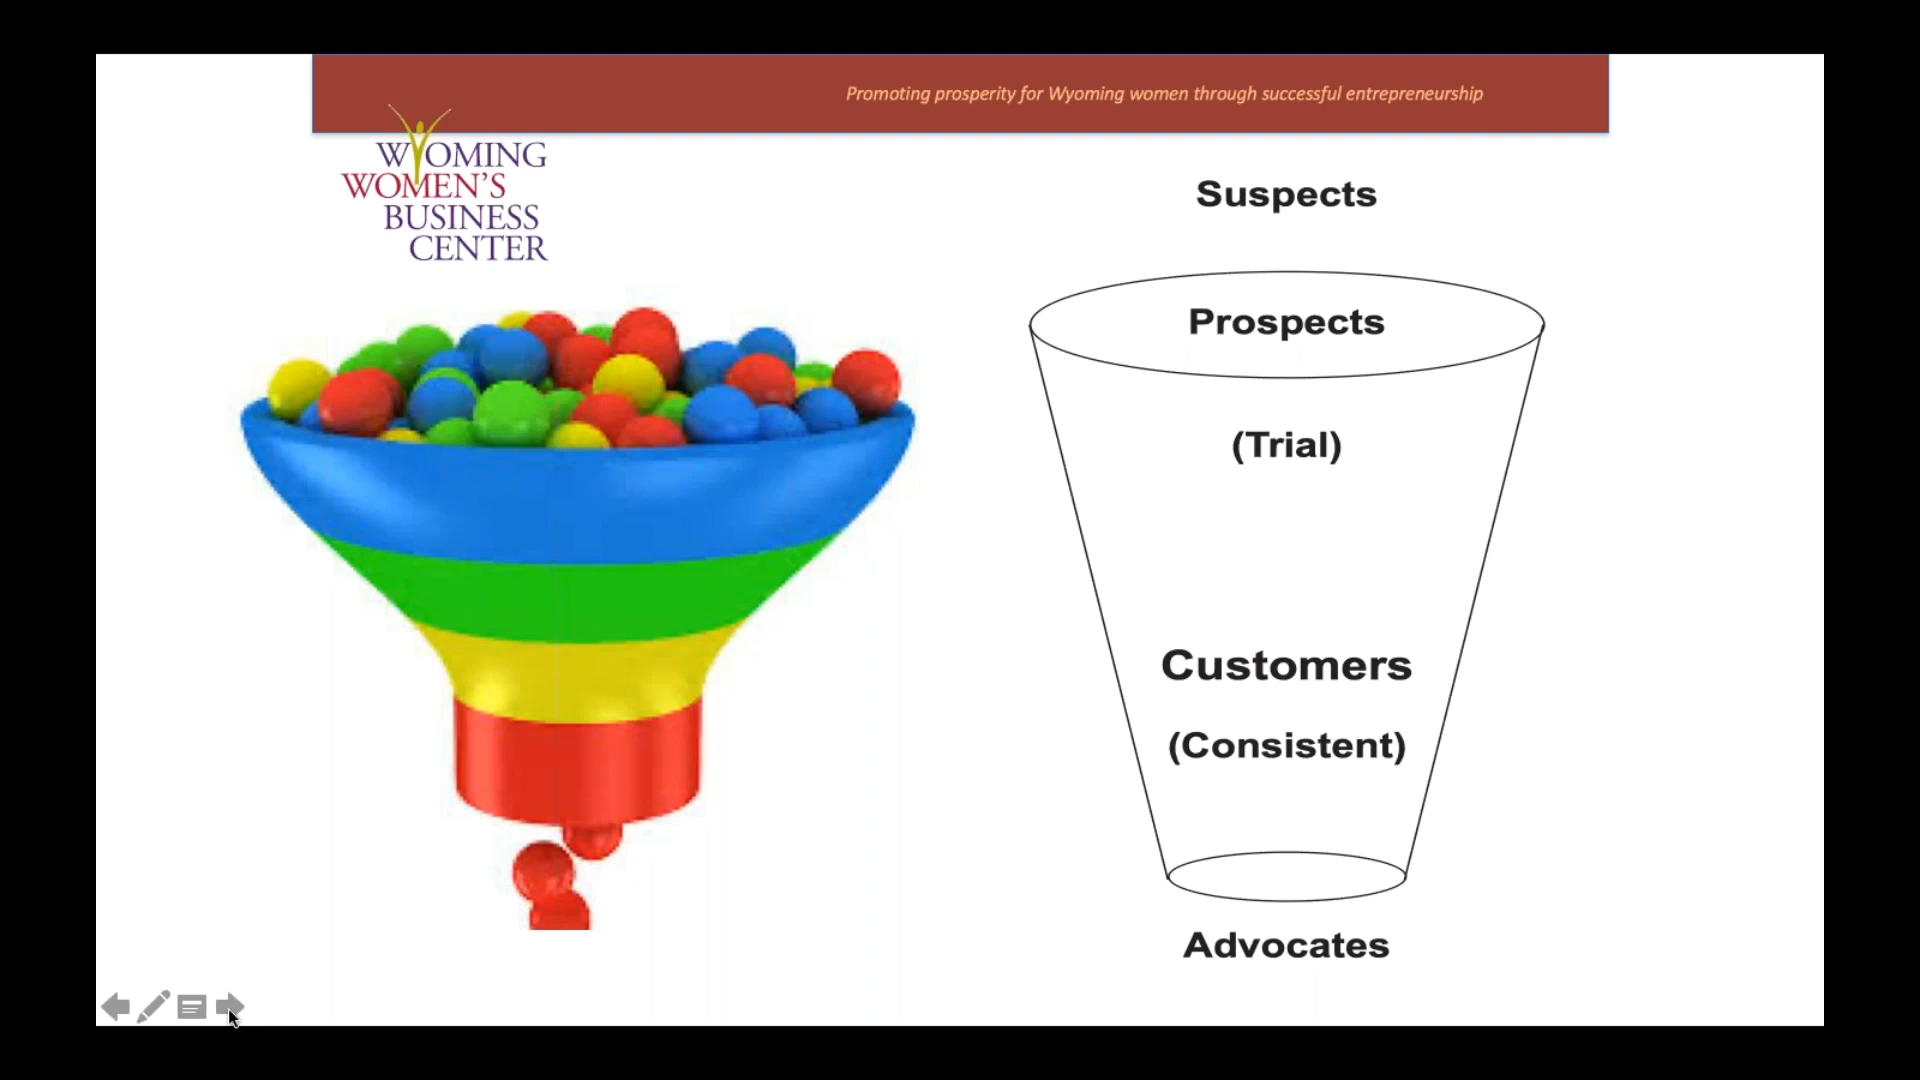 Promoting prosperity for Wyoming women through successful entrepreneurship
WYOMING
WOMEN'S
BUSINESS
CENTER
Suspects
Prospects
(Trial)
Customers
(Consistent)
Advocates